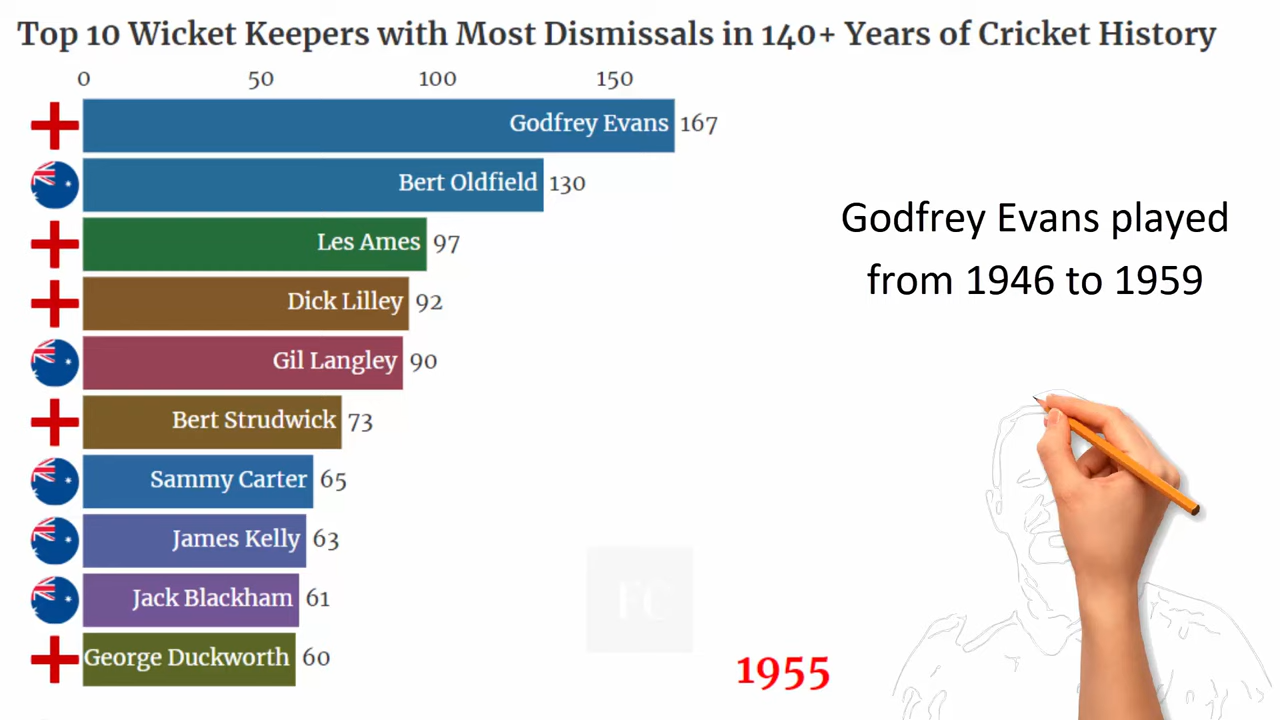 Top 10 Wicket Keepers with Most Dismissals in 140+ Years of Cricket History
0 50 100 150
Godfrey Evans 167
Bert Oldfield 130
Les Ames 97
Dick Lilley 92
Gil Langley 90
Bert Strudwick 73
Sammy Carter 65
James Kelly 63
Jack Blackham 61
George Duckworth 60
Godfrey Evans played
from 1946 to 1959
FC
1955